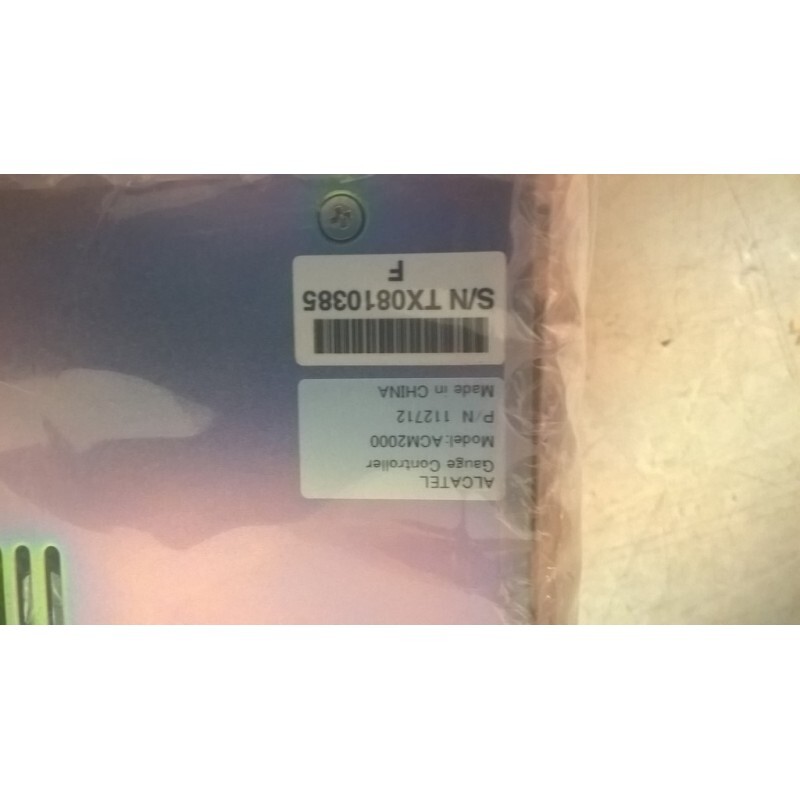 ALCATEL
Gauge Controller
Model:ACM2000
P/N 112712
Made in CHINA
S/N TX0810385
F